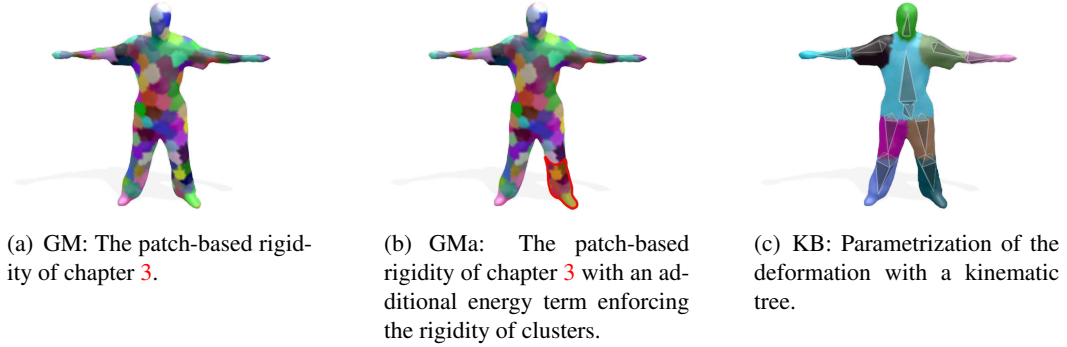 (a) GM: The patch-based rigid-
ity of chapter 3.
(b) GMa: The patch-based
rigidity of chapter 3 with an ad-
ditional energy term enforcing
the rigidity of clusters.
(c) KB: Parametrization of the
deformation with a kinematic
tree.